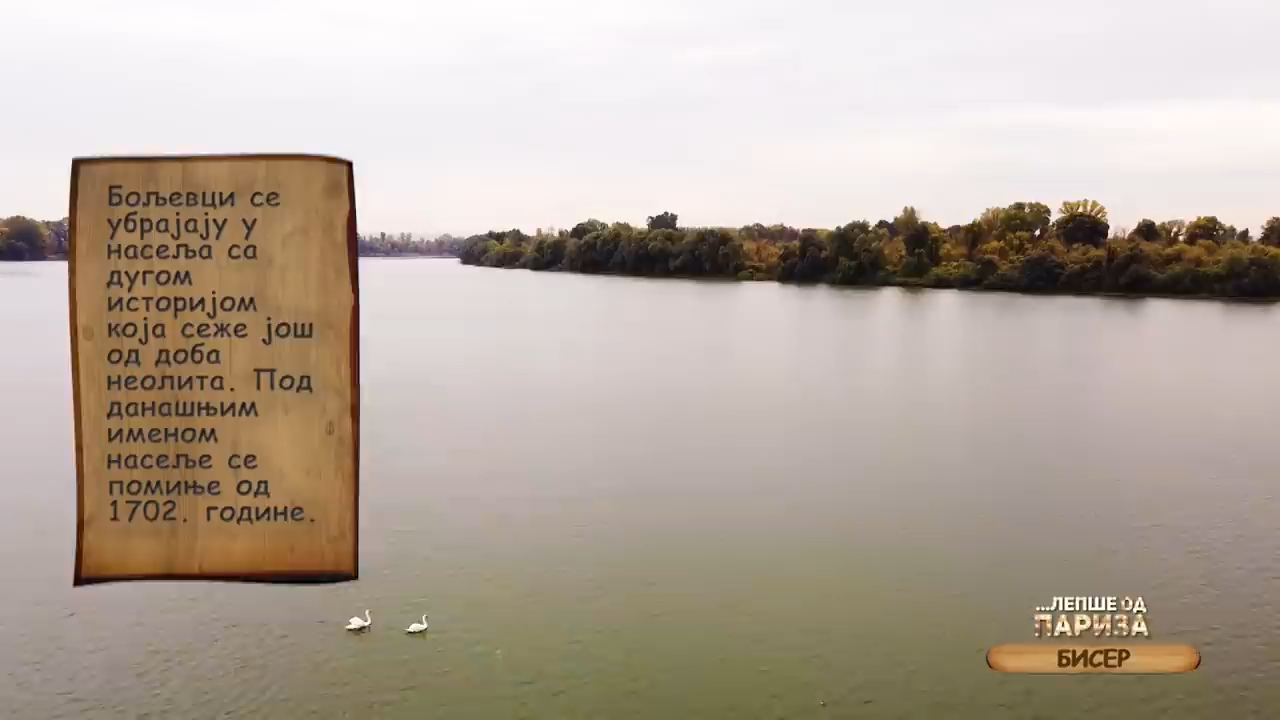 Бољевци се
убрајају у
насеља са
дугом
историјом
која сеже још
од доба
неолита. Под
данашњим
именом
насеље се
помиње од
1702. године.
...ЛЕПШЕ ОД
ПАРИЗА
БИСЕР